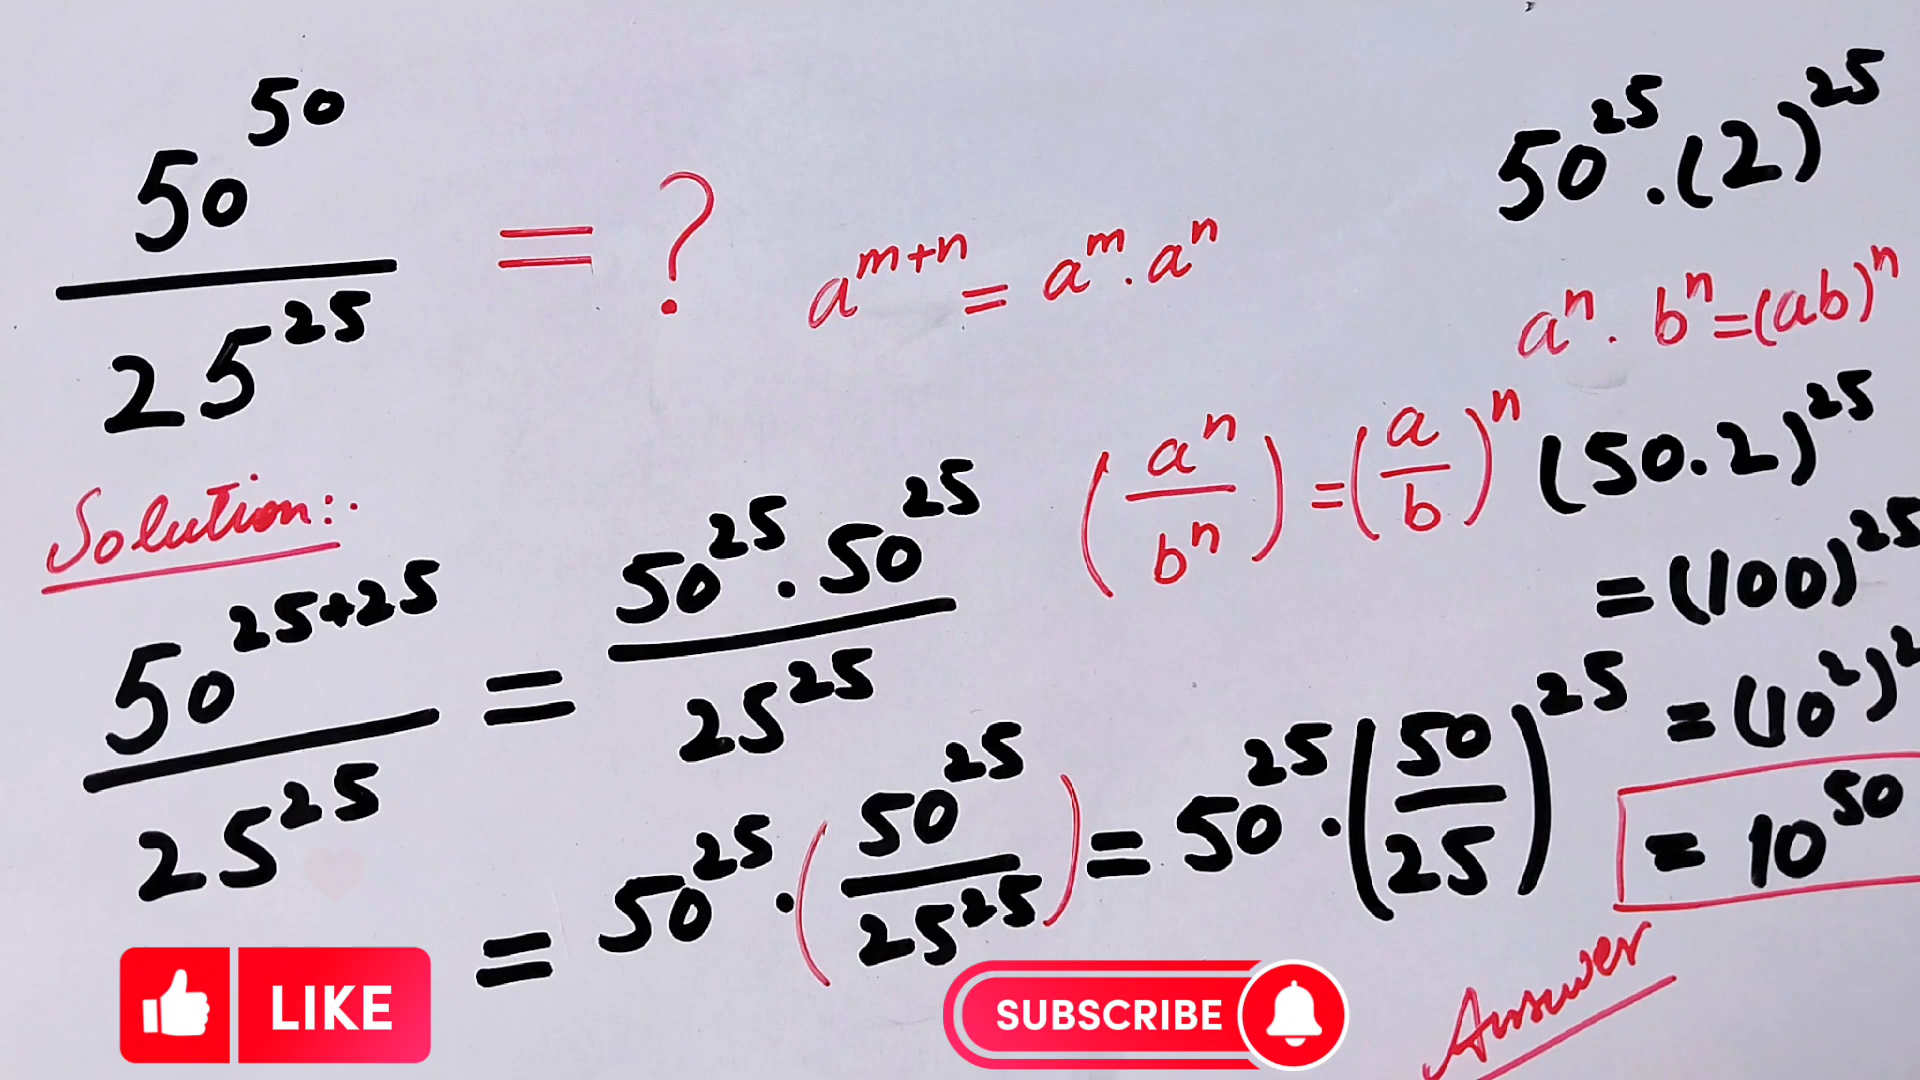 50^50 / 25^25 = ?
a^(m+n) = a^m . a^n
Solution:.
50^(25+25) / 25^25 = 50^25 . 50^25 / 25^25
= 50^25 . (50^25 / 25^25) = 50^25 . (50/25)^25
(a^n / b^n) = (a/b)^n
50^25 . (2)^25
a^n . b^n = (ab)^n
(50.2)^25
= (100)^25
= (10^2)^2
= 10^50
Answer
LIKE
SUBSCRIBE